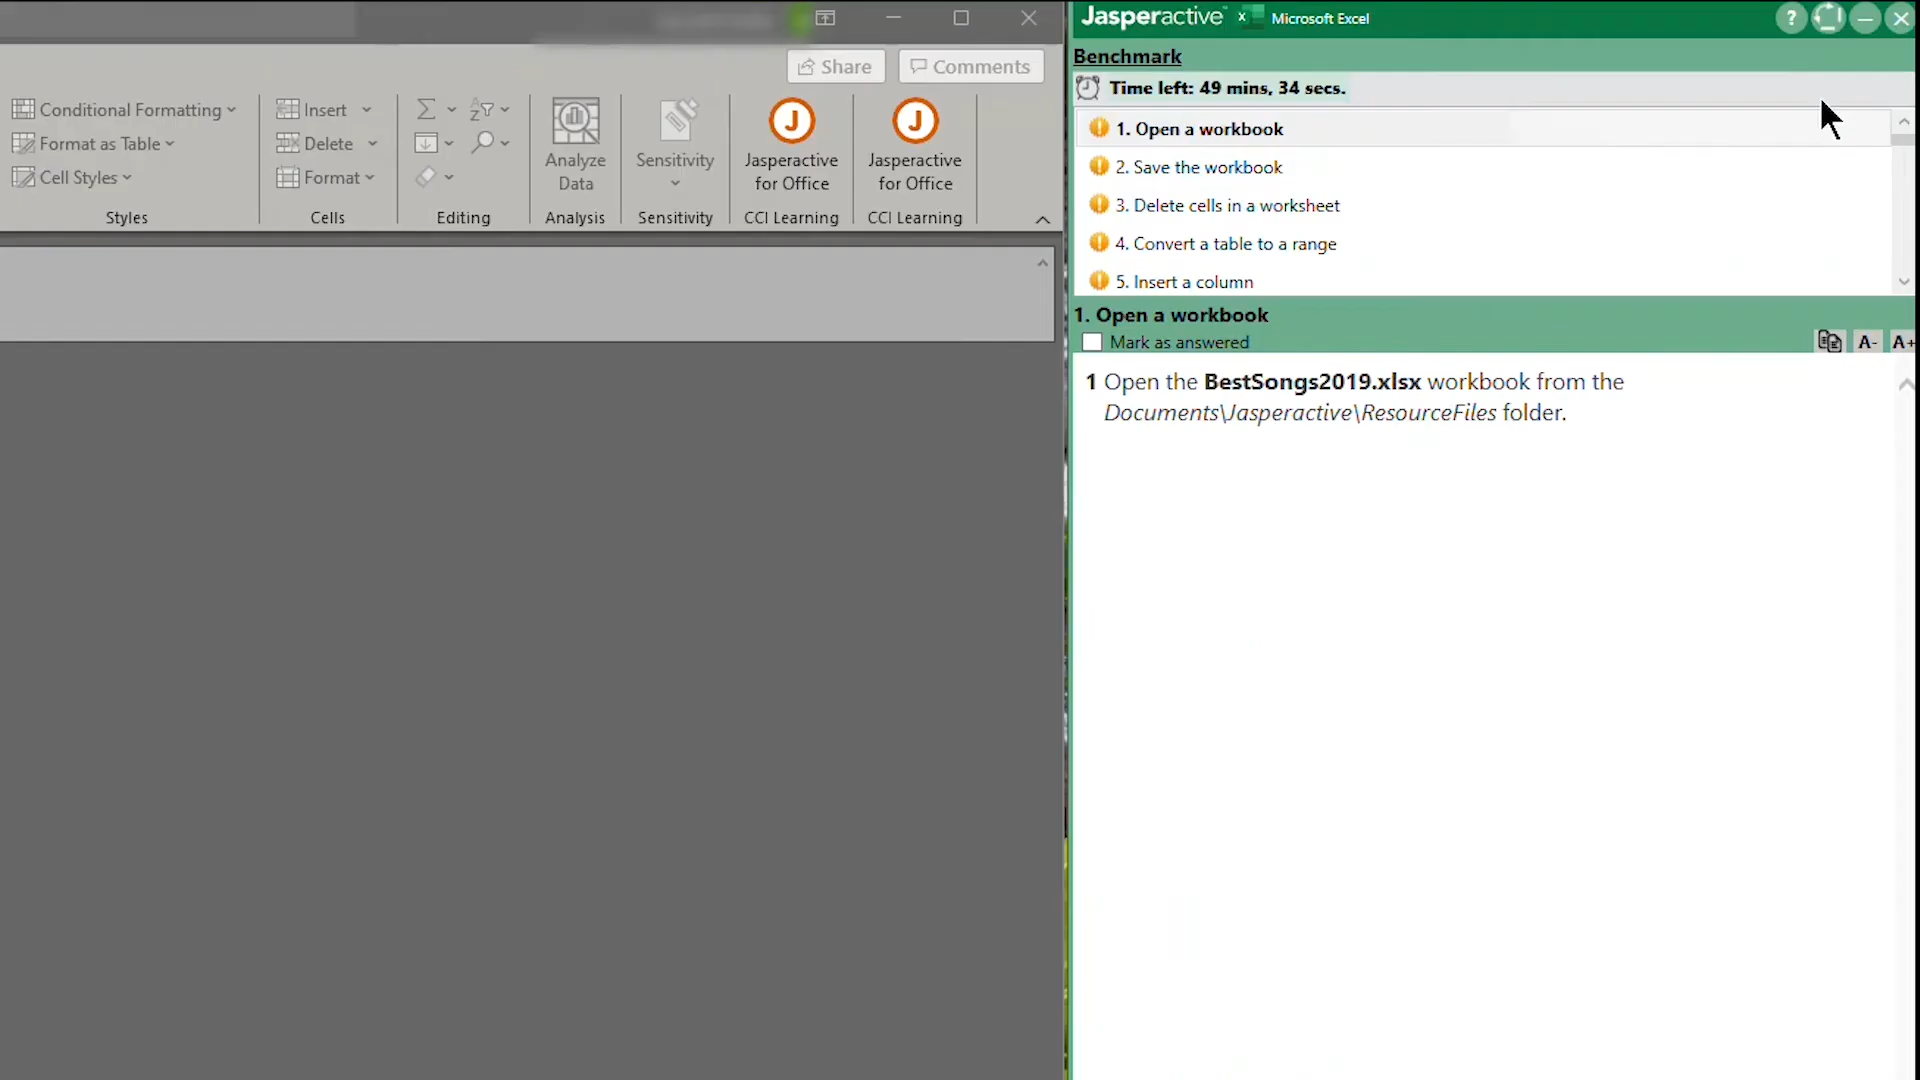 Share
Comments
Conditional Formatting
Format as Table
Cell Styles
Styles
Insert
Delete
Format
Cells
Editing
Analyze
Data
Analysis
Sensitivity
Sensitivity
J
Jasperactive
for Office
CCI Learning
J
Jasperactive
for Office
CCI Learning
Jasperactive x Microsoft Excel
?
Benchmark
Time left: 49 mins, 34 secs.
1. Open a workbook
2. Save the workbook
3. Delete cells in a worksheet
4. Convert a table to a range
5. Insert a column
1. Open a workbook
Mark as answered
A-
A+
1 Open the BestSongs2019.xlsx workbook from the
Documents\Jasperactive\ResourceFiles folder.